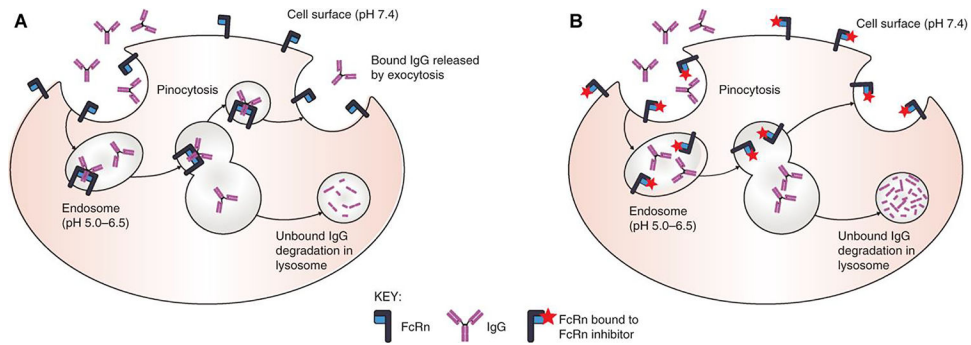 A
Cell surface (pH 7.4)
Bound IgG released
by exocytosis
Pinocytosis
Endosome
(pH 5.0–6.5)
Unbound IgG
degradation in
lysosome
B
Cell surface (pH 7.4)
Pinocytosis
Endosome
(pH 5.0–6.5)
Unbound IgG
degradation in
lysosome
KEY:
FcRn
IgG
FcRn bound to
FcRn inhibitor